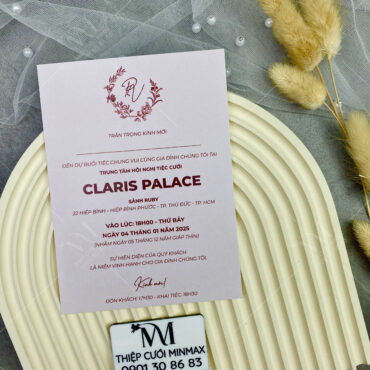 TRÂN TRỌNG KÍNH MỜI
ĐẾN DỰ BUỔI TIỆC CHUNG VUI CÙNG GIA ĐÌNH CHÚNG TÔI TẠI
TRUNG TÂM HỘI NGHỊ TIỆC CƯỚI
CLARIS PALACE
SẢNH RUBY
22 HIỆP BÌNH - HIỆP BÌNH PHƯỚC - TP. THỦ ĐỨC - TP. HCM
VÀO LÚC: 18H00 - THỨ BẢY
NGÀY 04 THÁNG 01 NĂM 2025
(NHẰM NGÀY 05 THÁNG 12 NĂM GIÁP THÌN)
SỰ HIỆN DIỆN CỦA QUÝ KHÁCH
LÀ NIỀM VINH HẠNH CHO GIA ĐÌNH CHÚNG TÔI.
Kính mời!
ĐÓN KHÁCH: 17H30 - KHAI TIỆC: 18H30
THIỆP CƯỚI MINMAX
0901 30 86 83